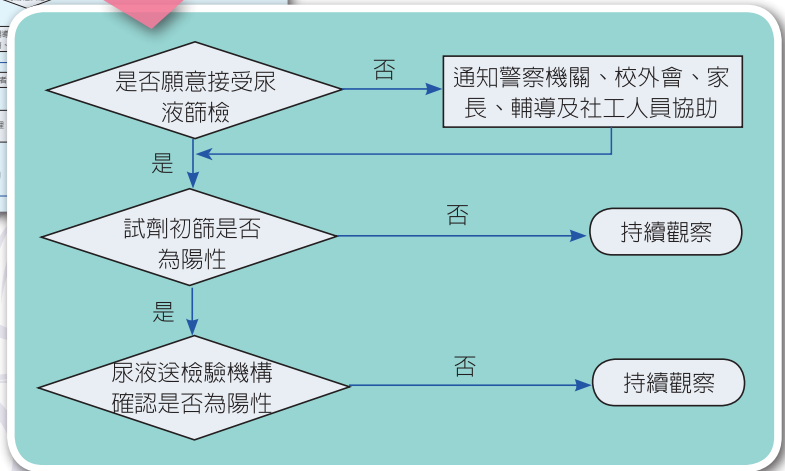 是否願意接受尿
液篩檢
否
通知警察機關、校外會、家
長、輔導及社工人員協助
是
試劑初篩是否
為陽性
否
持續觀察
是
尿液送檢驗機構
確認是否為陽性
否
持續觀察